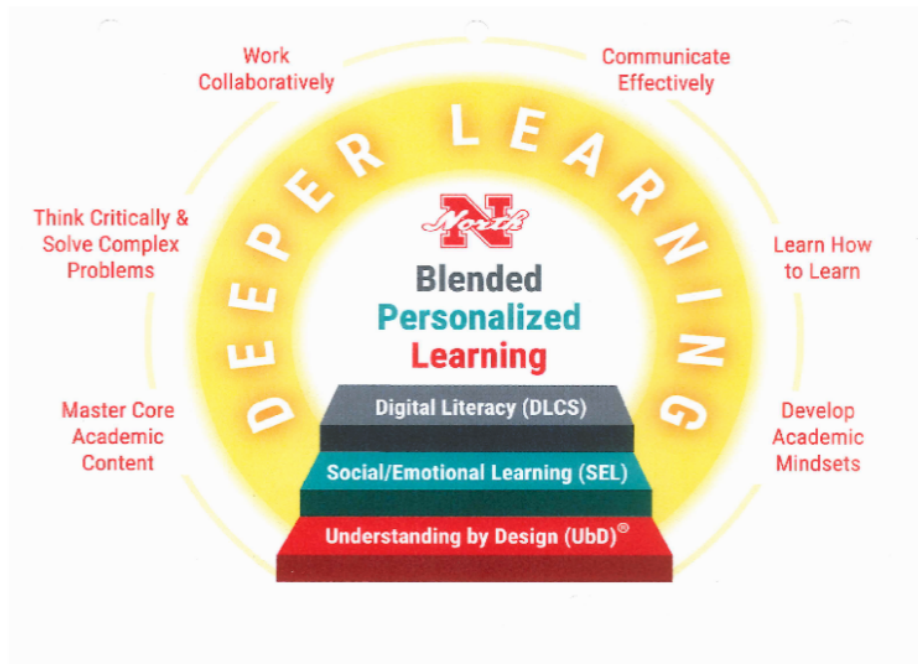 Work
Collaboratively
Communicate
Effectively
DEEPER LEARNING
Think Critically &
Solve Complex
Problems
N
North
Blended
Personalized
Learning
Learn How
to Learn
Master Core
Academic
Content
Digital Literacy (DLCS)
Social/Emotional Learning (SEL)
Understanding by Design (UbD)®
Develop
Academic
Mindsets